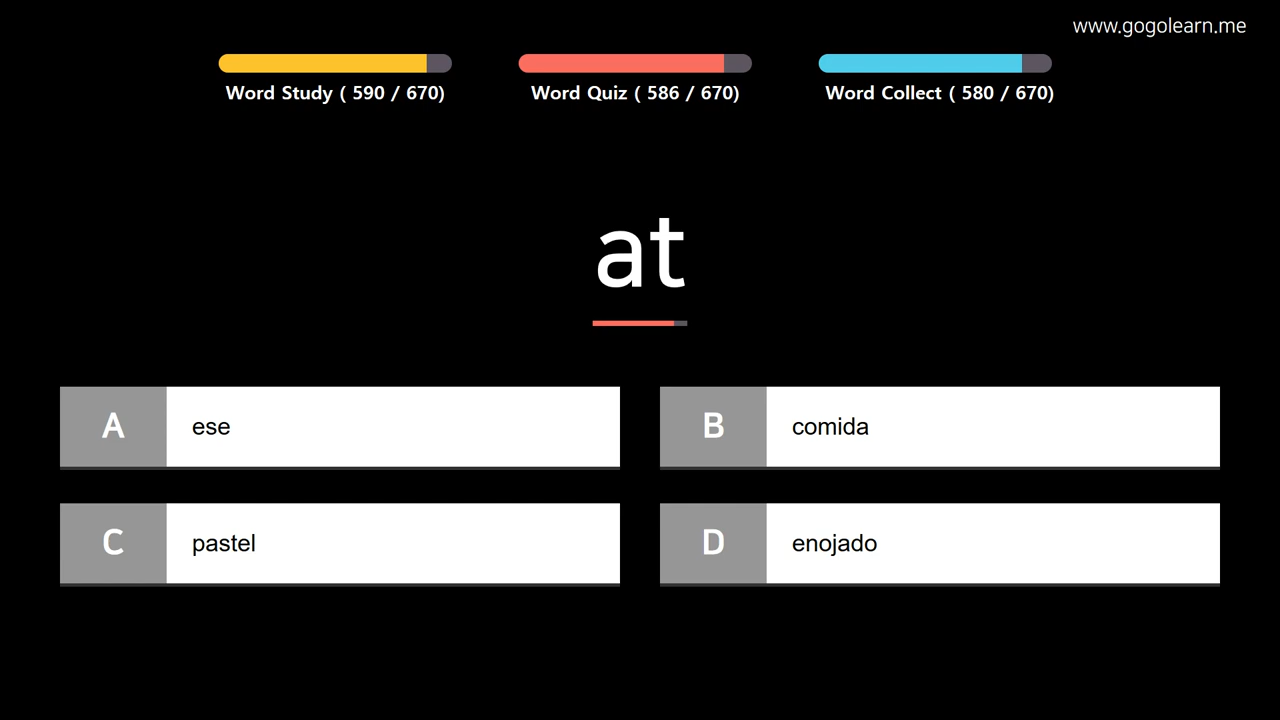 www.gogolearn.me
Word Study ( 590 / 670)
Word Quiz ( 586 / 670)
Word Collect ( 580 / 670)
at
A ese
B comida
C pastel
D enojado